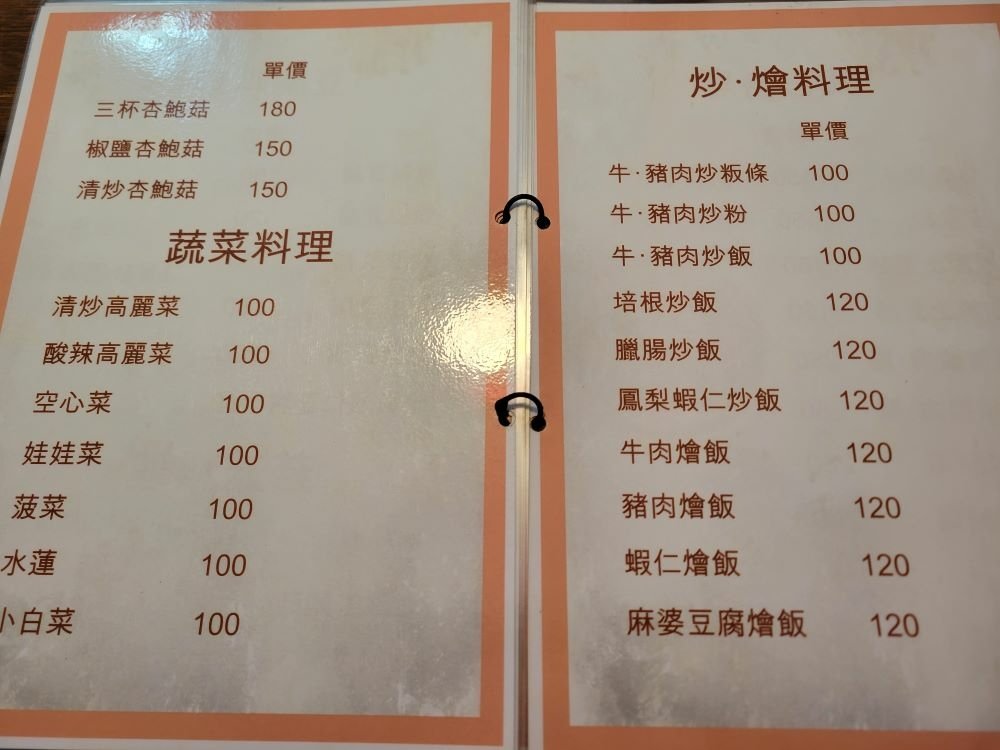 單價
三杯杏鮑菇 180
椒鹽杏鮑菇 150
清炒杏鮑菇 150
蔬菜料理
清炒高麗菜 100
酸辣高麗菜 100
空心菜 100
娃娃菜 100
菠菜 100
水蓮 100
小白菜 100
炒·燴料理
單價
牛·豬肉炒粄條 100
牛·豬肉炒粉 100
牛·豬肉炒飯 100
培根炒飯 120
臘腸炒飯 120
鳳梨蝦仁炒飯 120
牛肉燴飯 120
豬肉燴飯 120
蝦仁燴飯 120
麻婆豆腐燴飯 120